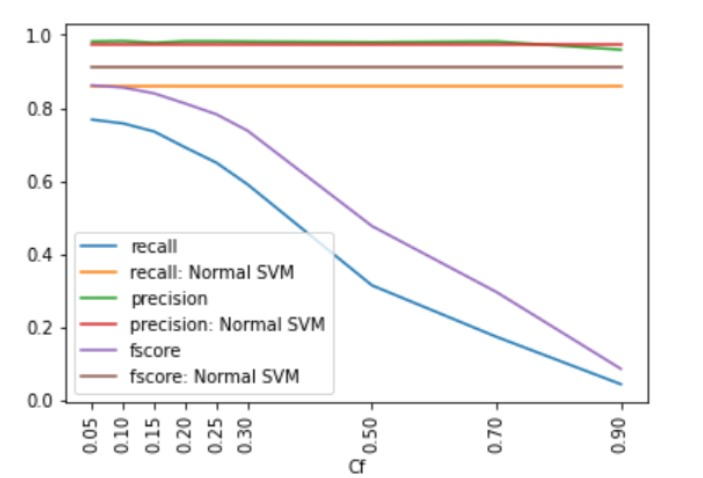 1.0
0.8
0.6
0.4
0.2
0.0
recall
recall: Normal SVM
precision
precision: Normal SVM
fscore
fscore: Normal SVM
0.05 0.10 0.15 0.20 0.25 0.30 0.50 0.70 0.90
Cf